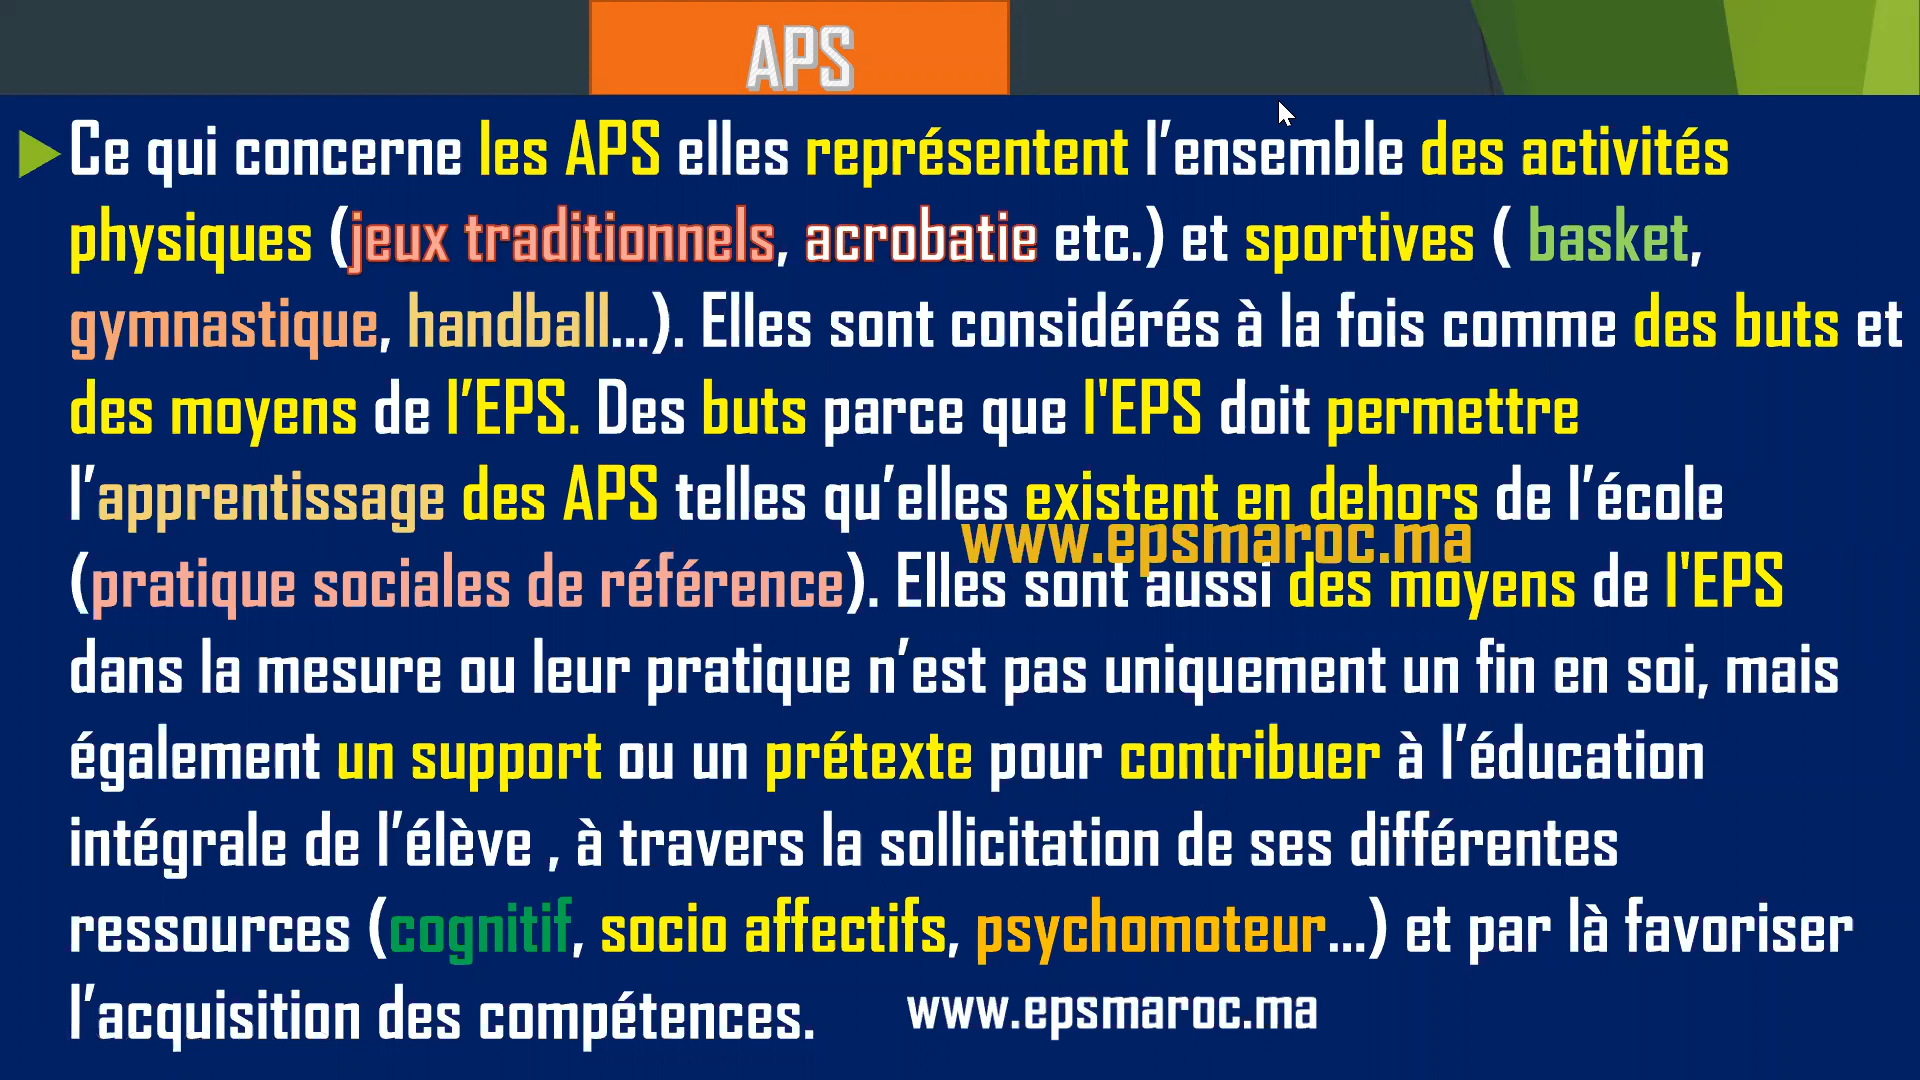 APS
Ce qui concerne les APS elles représentent l’ensemble des activités
physiques (jeux traditionnels, acrobatie etc.) et sportives ( basket,
gymnastique, handball...). Elles sont considérés à la fois comme des buts et
des moyens de l’EPS. Des buts parce que l'EPS doit permettre
l’apprentissage des APS telles qu’elles existent en dehors de l’école
www.epsmaroc.ma
(pratique sociales de référence). Elles sont aussi des moyens de l'EPS
dans la mesure ou leur pratique n’est pas uniquement un fin en soi, mais
également un support ou un prétexte pour contribuer à l’éducation
intégrale de l’élève , à travers la sollicitation de ses différentes
ressources (cognitif, socio affectifs, psychomoteur...) et par là favoriser
l’acquisition des compétences.
www.epsmaroc.ma